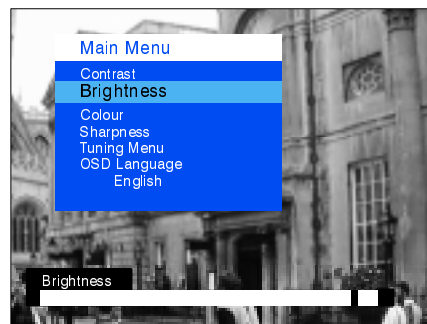 Main Menu
Contrast
Brightness
Colour
Sharpness
Tuning Menu
OSD Language
English
Brightness